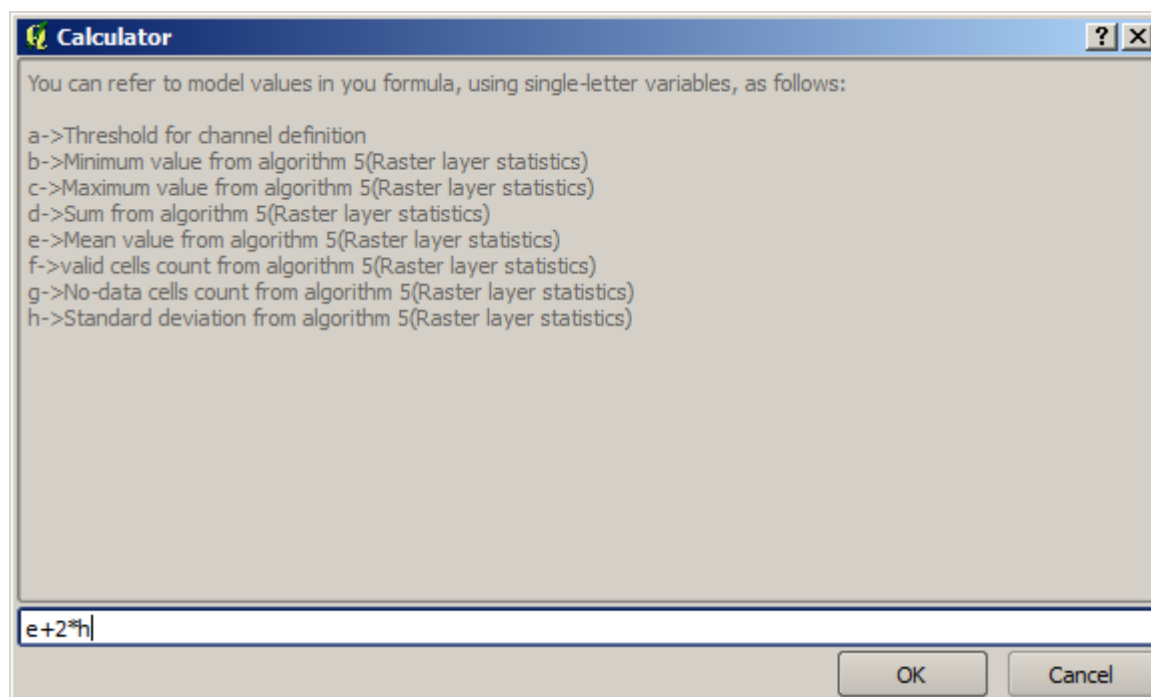 Calculator
You can refer to model values in you formula, using single-letter variables, as follows:
a->Threshold for channel definition
b->Minimum value from algorithm 5(Raster layer statistics)
c->Maximum value from algorithm 5(Raster layer statistics)
d->Sum from algorithm 5(Raster layer statistics)
e->Mean value from algorithm 5(Raster layer statistics)
f->valid cells count from algorithm 5(Raster layer statistics)
g->No-data cells count from algorithm 5(Raster layer statistics)
h->Standard deviation from algorithm 5(Raster layer statistics)
e+2*h
OK Cancel